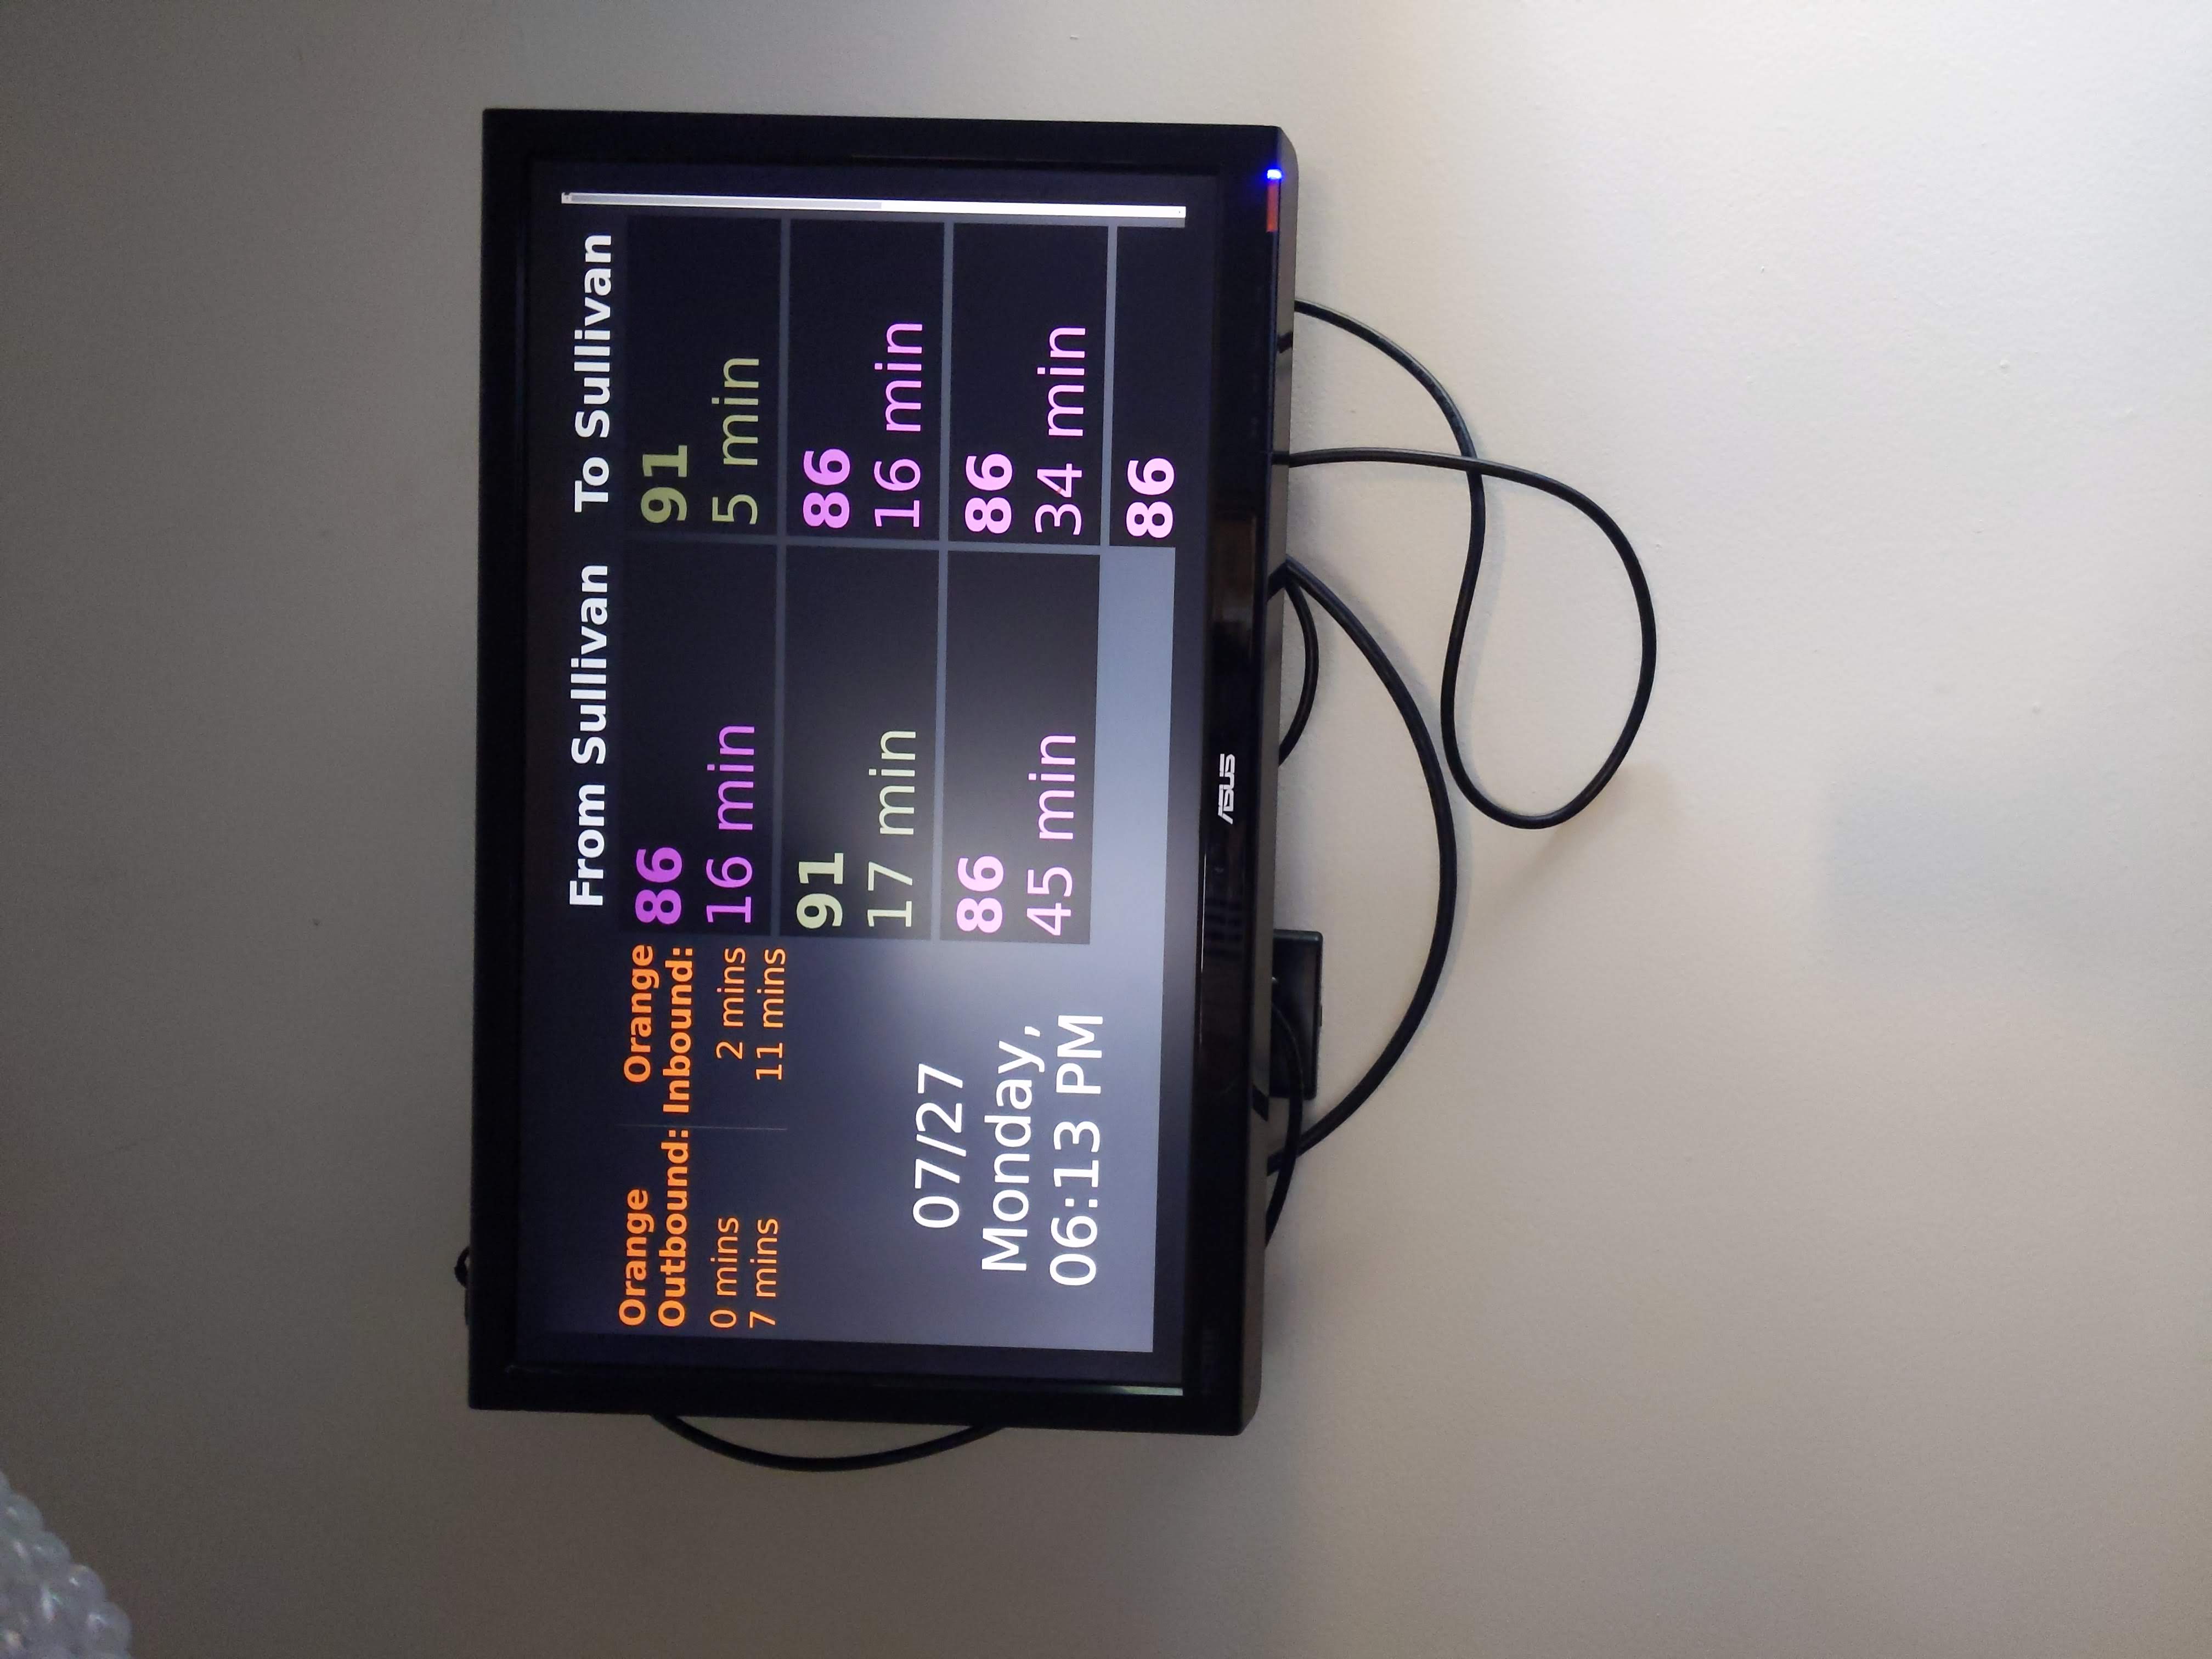 Orange
Outbound:
0 mins
7 mins
Orange
Inbound:
2 mins
11 mins
07/27
Monday,
06:13 PM
From Sullivan
86
16 min
91
17 min
86
45 min
To Sullivan
91
5 min
86
16 min
86
34 min
86
ASUS